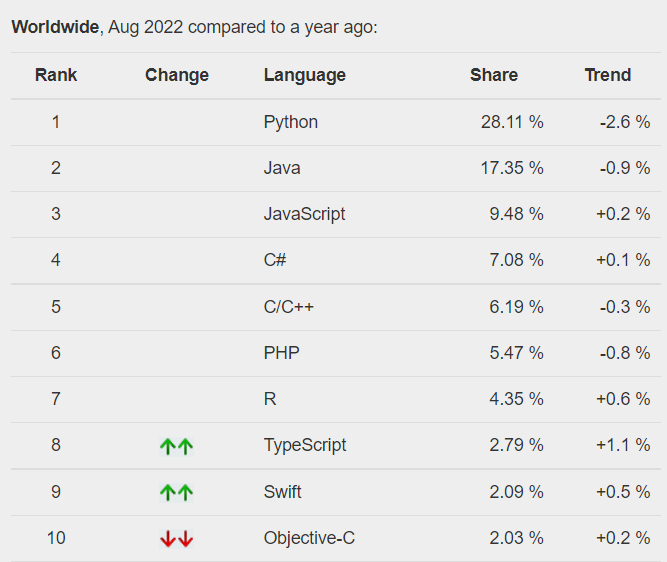 Worldwide, Aug 2022 compared to a year ago:
Rank Change Language Share Trend
1 Python 28.11 % -2.6 %
2 Java 17.35 % -0.9 %
3 JavaScript 9.48 % +0.2 %
4 C# 7.08 % +0.1 %
5 C/C++ 6.19 % -0.3 %
6 PHP 5.47 % -0.8 %
7 R 4.35 % +0.6 %
8 TypeScript 2.79 % +1.1 %
9 Swift 2.09 % +0.5 %
10 Objective-C 2.03 % +0.2 %